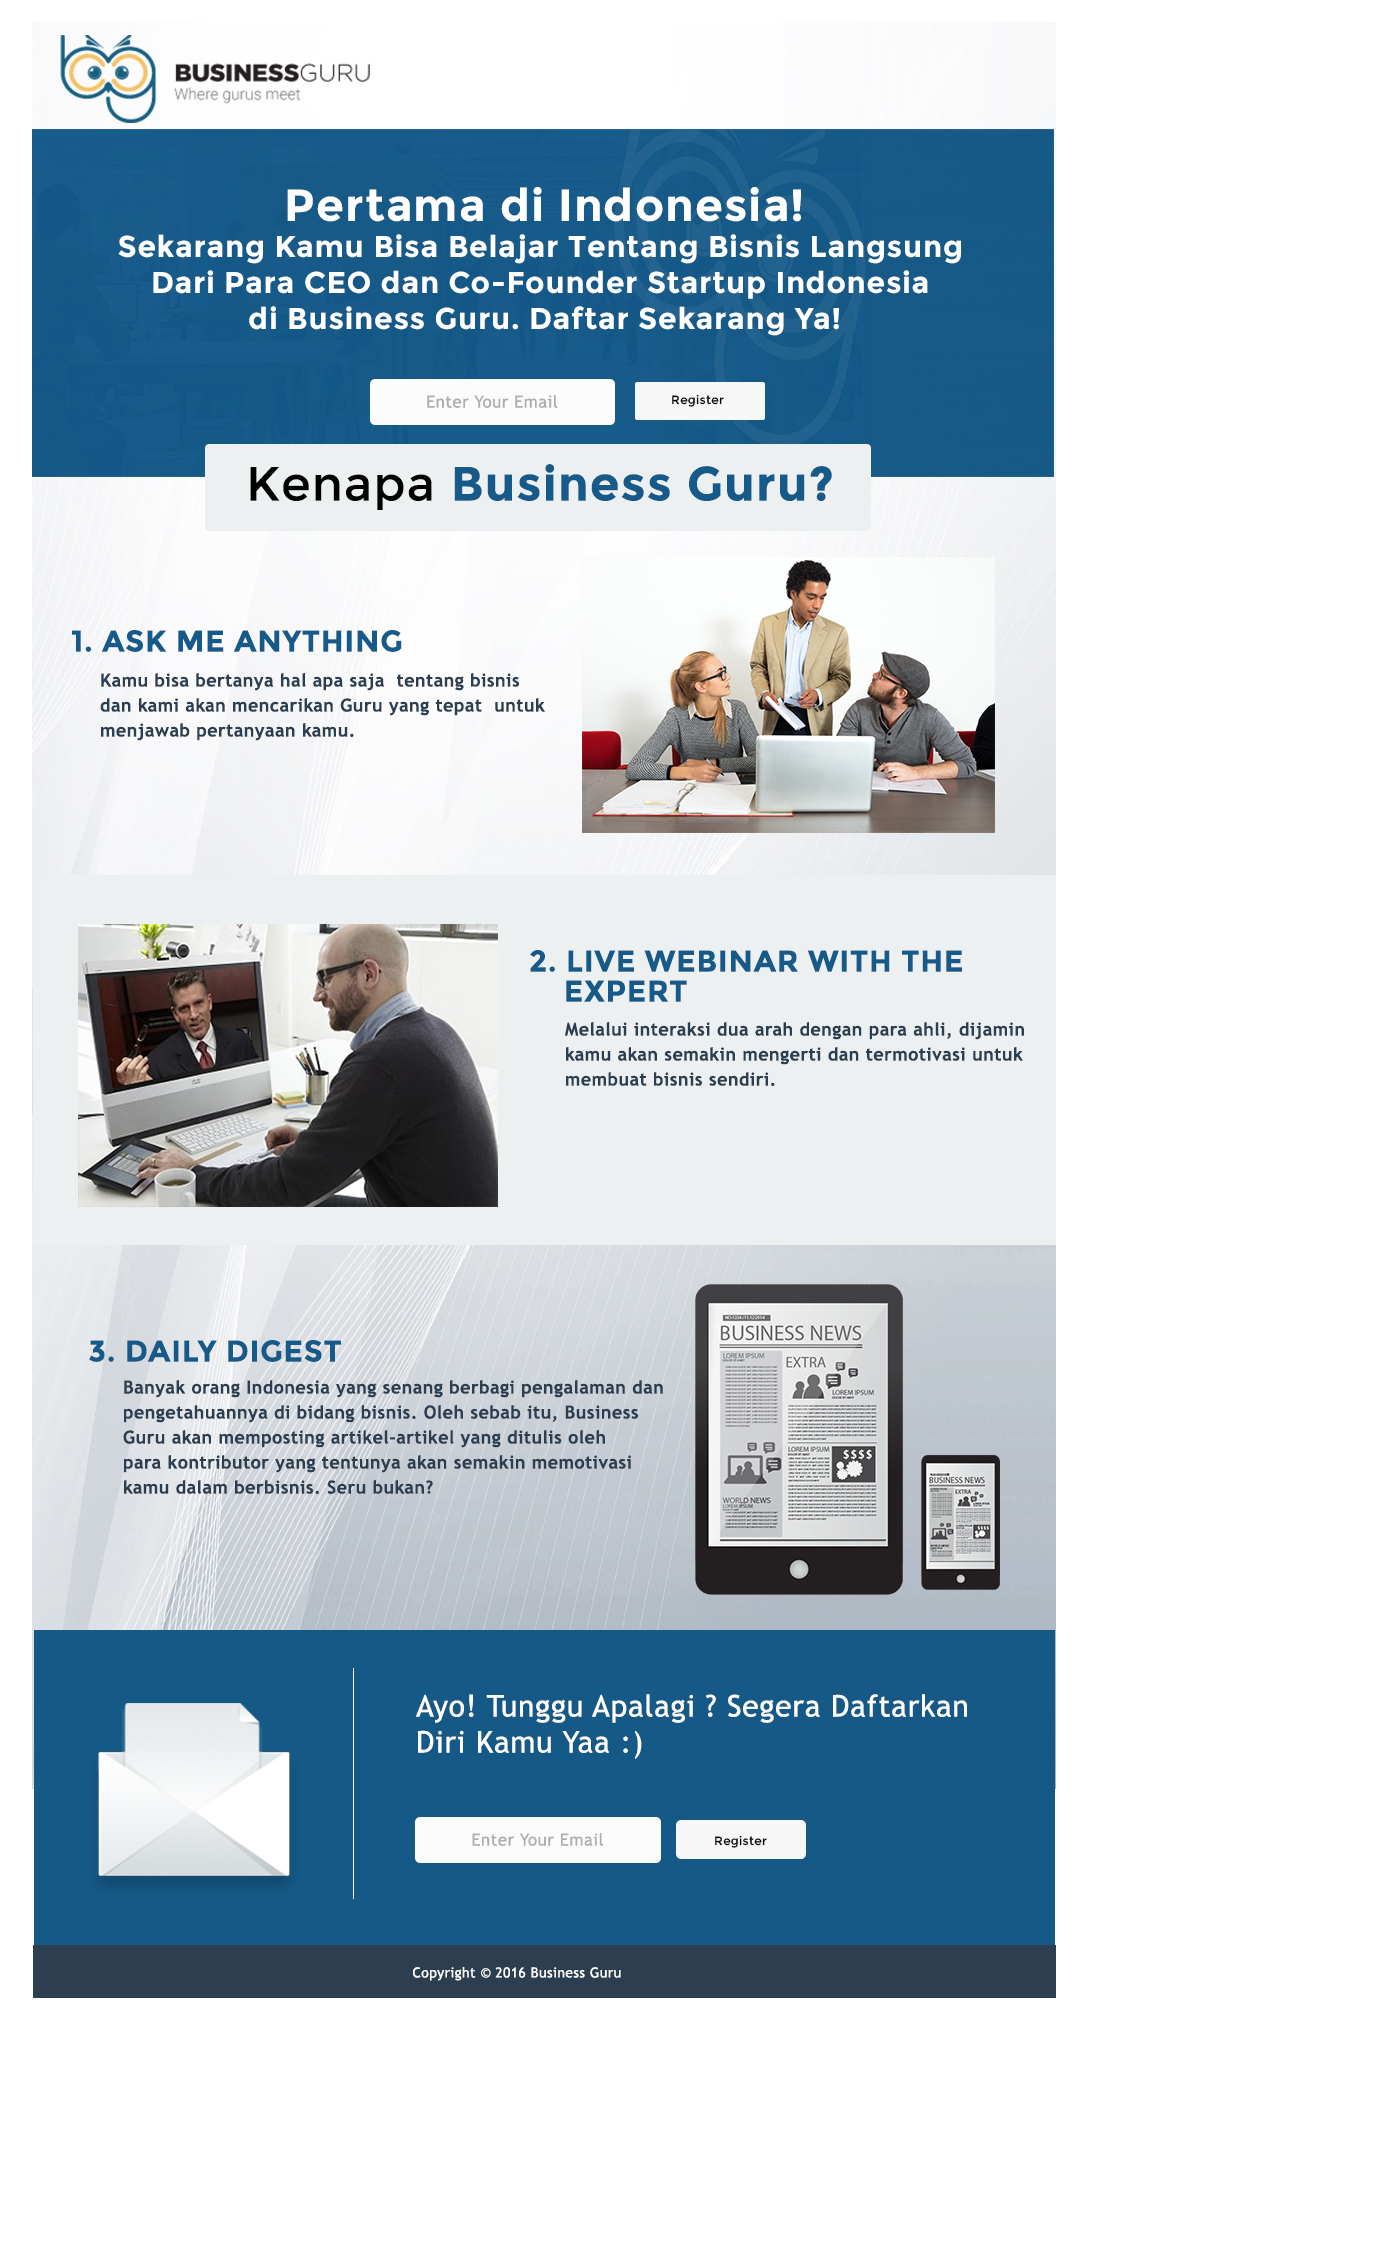 BUSINESSGURU
Where gurus meet
Pertama di Indonesia!
Sekarang Kamu Bisa Belajar Tentang Bisnis Langsung
Dari Para CEO dan Co-Founder Startup Indonesia
di Business Guru. Daftar Sekarang Ya!
Enter Your Email
Register
Kenapa Business Guru?
1. ASK ME ANYTHING
Kamu bisa bertanya hal apa saja  tentang bisnis
dan kami akan mencarikan Guru yang tepat  untuk
menjawab pertanyaan kamu.
2. LIVE WEBINAR WITH THE
EXPERT
Melalui interaksi dua arah dengan para ahli, dijamin
kamu akan semakin mengerti dan termotivasi untuk
membuat bisnis sendiri.
3. DAILY DIGEST
Banyak orang Indonesia yang senang berbagi pengalaman dan
pengetahuannya di bidang bisnis. Oleh sebab itu, Business
Guru akan memposting artikel-artikel yang ditulis oleh
para kontributor yang tentunya akan semakin memotivasi
kamu dalam berbisnis. Seru bukan?
BUSINESS NEWS
LOREM IPSUM
EXTRA
LOREM IPSUM
LOREM IPSUM
$$$$
WORLD NEWS
LOREM IPSUM
BUSINESS NEWS
EXTRA
Ayo! Tunggu Apalagi ? Segera Daftarkan
Diri Kamu Yaa :)
Enter Your Email
Register
Copyright © 2016 Business Guru